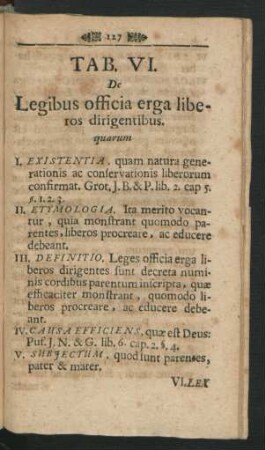 127
TAB. VI.
De
Legibus officia erga libe-
ros dirigentibus.
quarum
I. EXISTENTIA, quam natura gene-
rationis ac conservationis liberorum
confirmat. Grot. J. B. & P. lib. 2. cap 5.
§. 1. 2. 3.
II. ETYMOLOGIA. Ita merito vocan-
tur, quia monstrant quomodo pa-
rentes, liberos procreare, ac educere
debeant.
III. DEFINITIO, Leges officia erga li-
beros dirigentes sunt decreta numi-
nis cordibus parentum inscripta, quæ
efficaciter monstrant, quomodo li-
beros procreare, ac educere debe-
ant.
IV. CAUSA EFFICIENS, quæ est Deus:
Puf. J. N. & G. lib. 6. cap. 2. §. 4.
V. SUBJECTUM, quod sunt parentes,
pater & mater.
VI. LEX